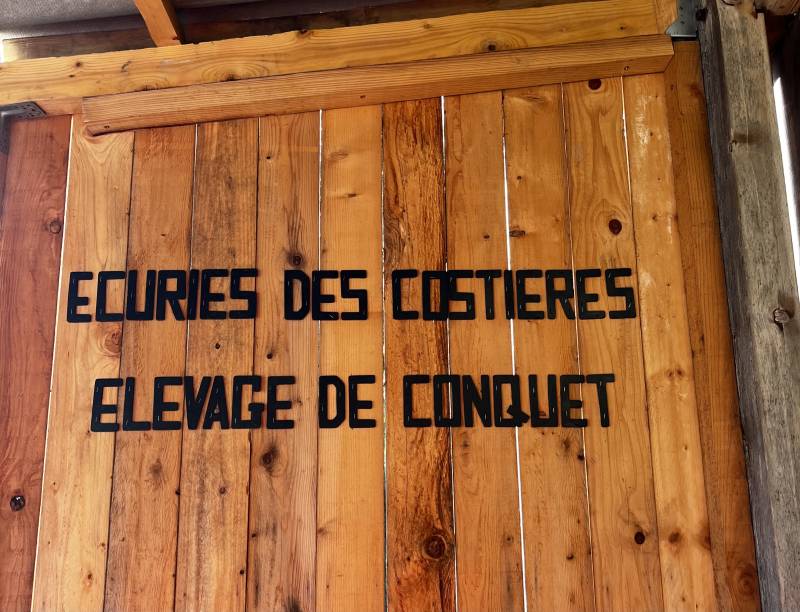 ECURIES DES COSTIERES
ELEVAGE DE CONQUET